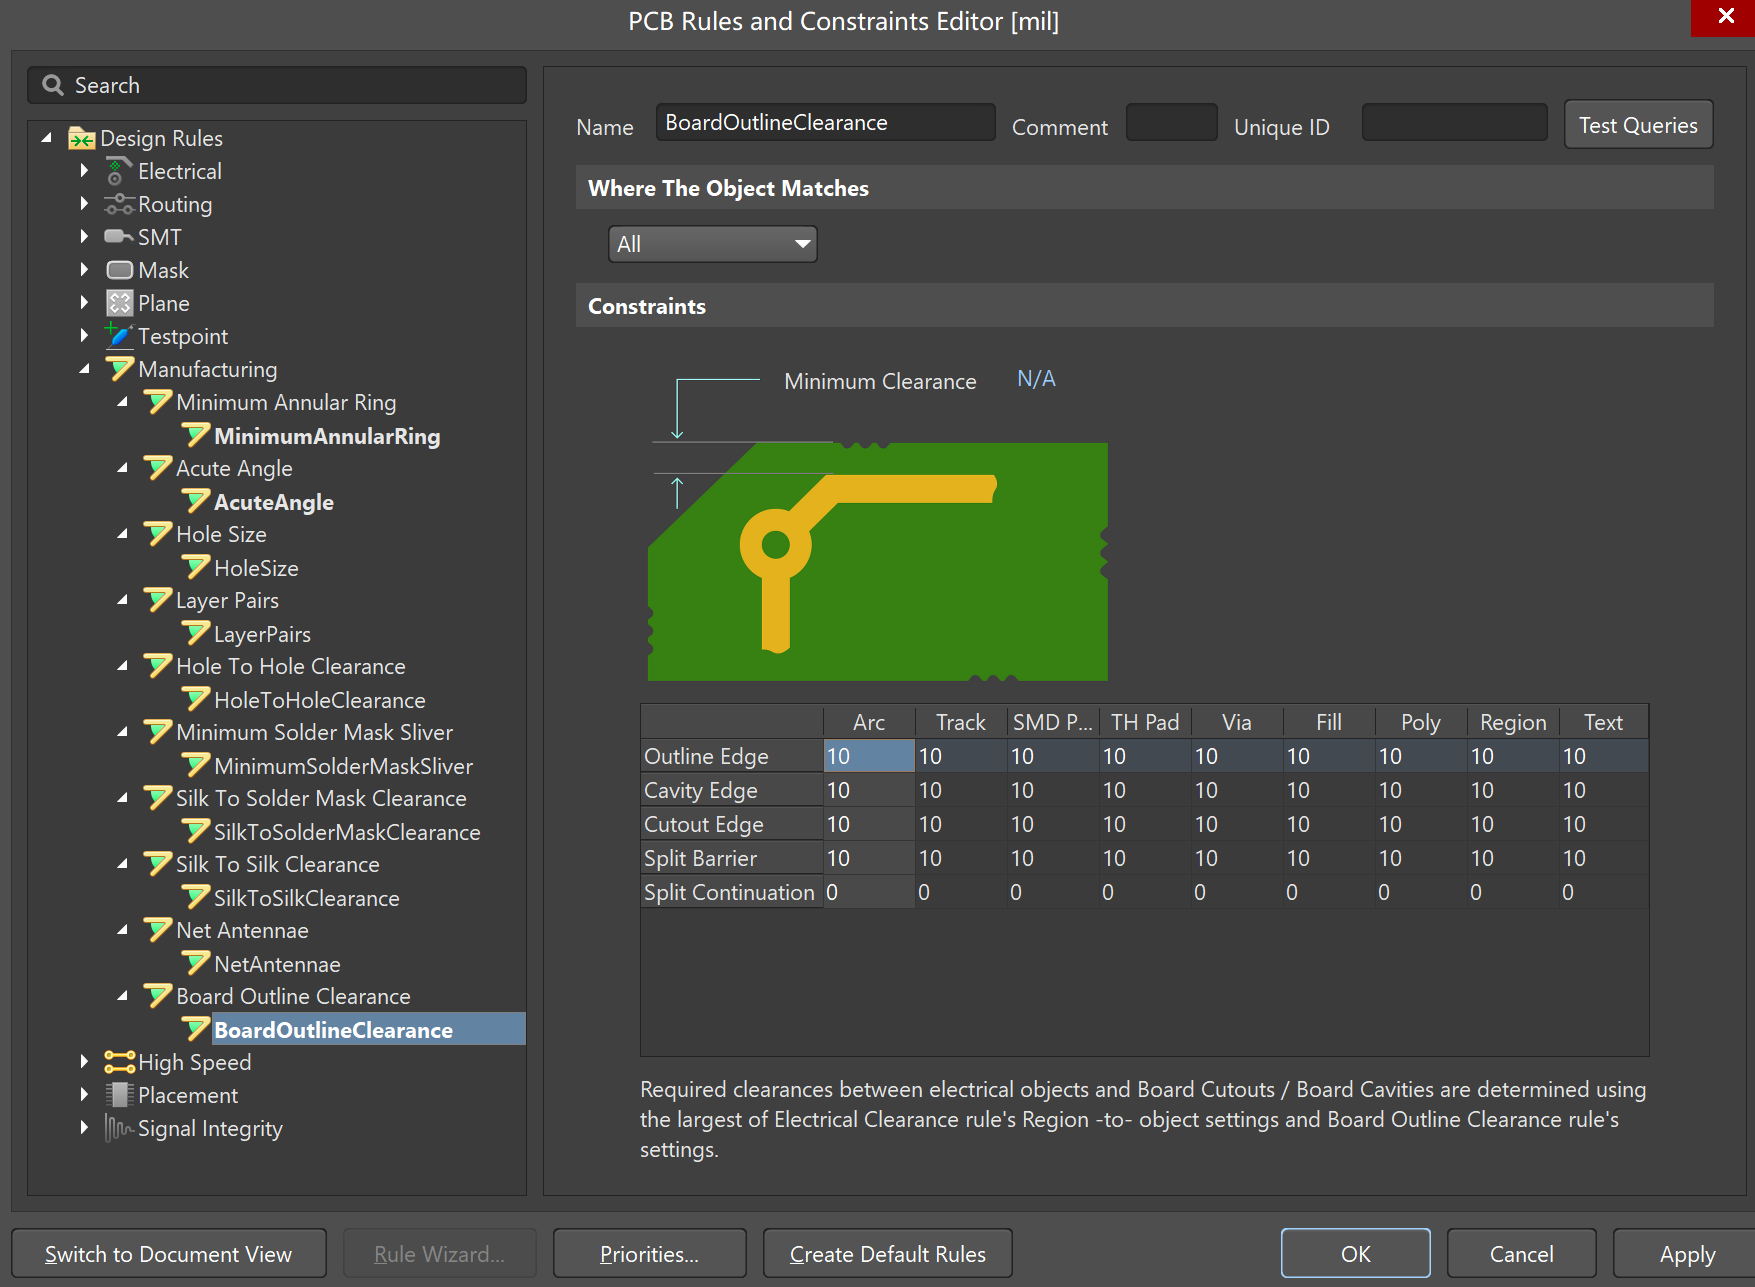 PCB Rules and Constraints Editor [mil]
Search
Design Rules
Electrical
Routing
SMT
Mask
Plane
Testpoint
Manufacturing
Minimum Annular Ring
MinimumAnnularRing
Acute Angle
AcuteAngle
Hole Size
HoleSize
Layer Pairs
LayerPairs
Hole To Hole Clearance
HoleToHoleClearance
Minimum Solder Mask Sliver
MinimumSolderMaskSliver
Silk To Solder Mask Clearance
SilkToSolderMaskClearance
Silk To Silk Clearance
SilkToSilkClearance
Net Antennae
NetAntennae
Board Outline Clearance
BoardOutlineClearance
High Speed
Placement
Signal Integrity
Name BoardOutlineClearance Comment Unique ID Test Queries
Where The Object Matches
All
Constraints
Minimum Clearance N/A
Arc Track SMD P... TH Pad Via Fill Poly Region Text
Outline Edge 10 10 10 10 10 10 10 10 10
Cavity Edge 10 10 10 10 10 10 10 10 10
Cutout Edge 10 10 10 10 10 10 10 10 10
Split Barrier 10 10 10 10 10 10 10 10 10
Split Continuation 0 0 0 0 0 0 0 0 0
Required clearances between electrical objects and Board Cutouts / Board Cavities are determined using
the largest of Electrical Clearance rule's Region -to- object settings and Board Outline Clearance rule's
settings.
Switch to Document View Rule Wizard... Priorities... Create Default Rules OK Cancel Apply